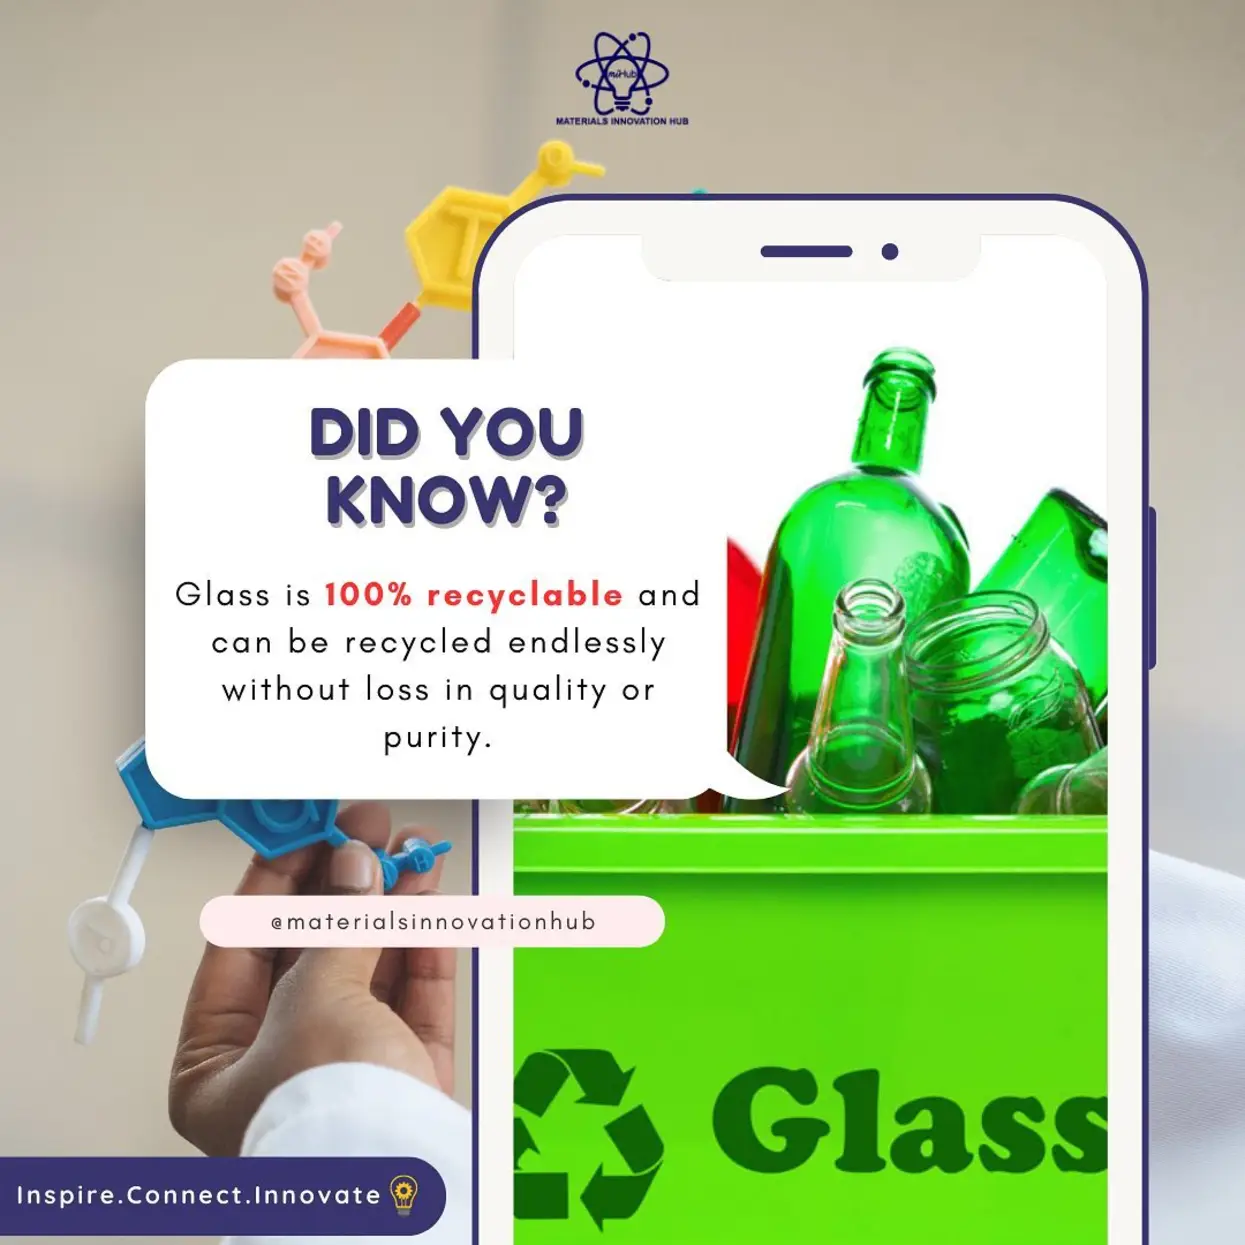 miHub
MATERIALS INNOVATION HUB
DID YOU
KNOW?
Glass is 100% recyclable and
can be recycled endlessly
without loss in quality or
purity.
@materialsinnovationhub
Glass
Inspire.Connect.Innovate